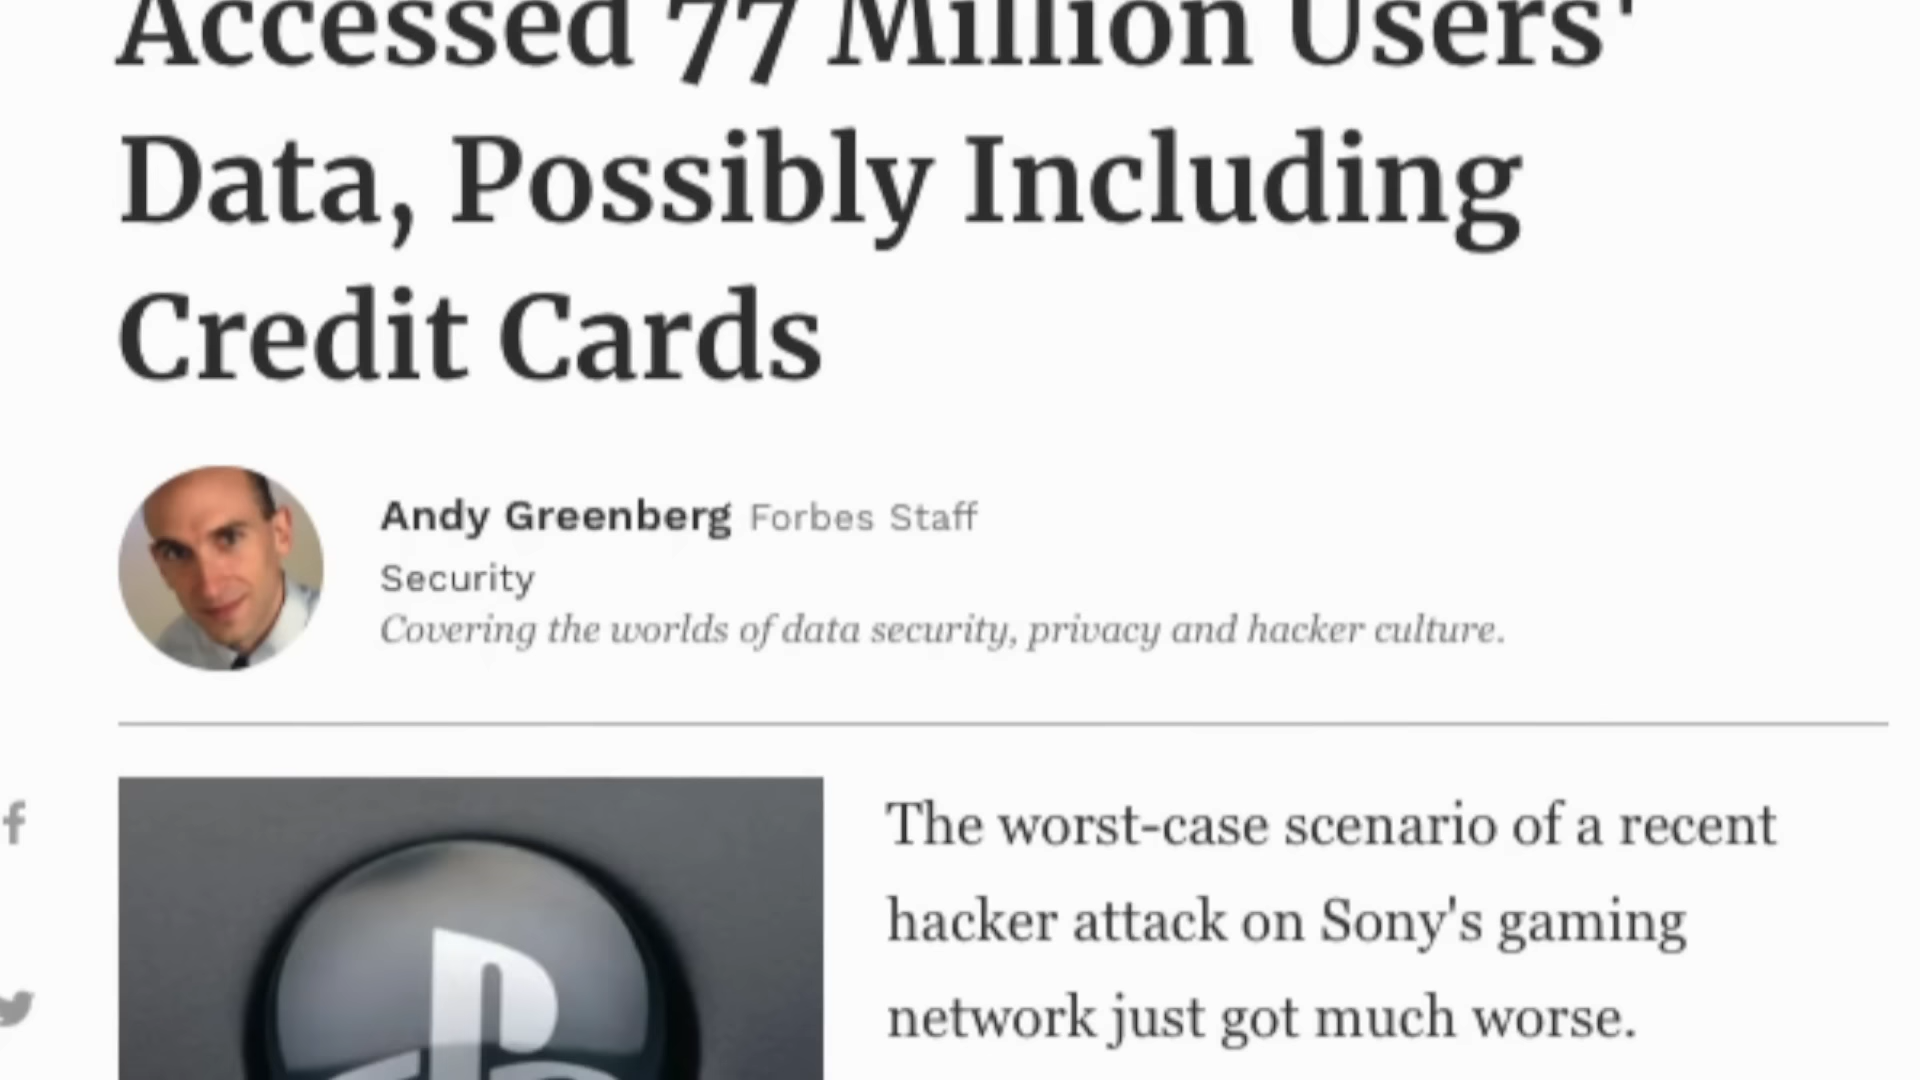 Accessed 77 Million Users'
Data, Possibly Including
Credit Cards
Andy Greenberg Forbes Staff
Security
Covering the worlds of data security, privacy and hacker culture.
The worst-case scenario of a recent
hacker attack on Sony's gaming
network just got much worse.